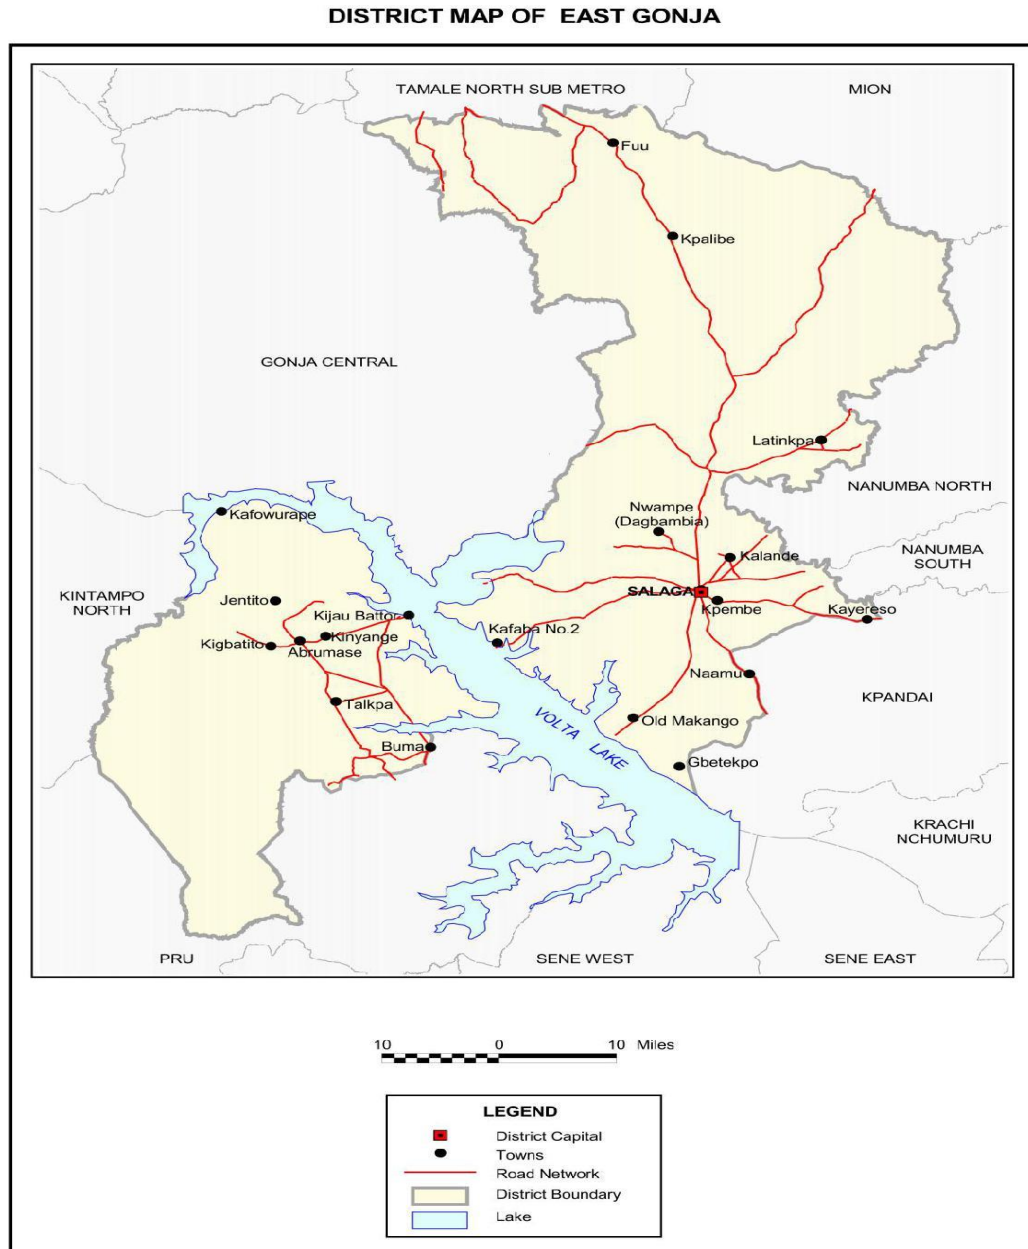 DISTRICT MAP OF EAST GONJA
TAMALE NORTH SUB METRO
MION
Fuu
Kpalibe
GONJA CENTRAL
Latinkpa
NANUMBA NORTH
Nwampe
(Dagbambia)
Kafowurape
Kalande
NANUMBA
SOUTH
KINTAMPO
NORTH
SALAGA
Jentito
Kpembe
Kijau Battor
Kayereso
Kafaba No.2
Kinyange
Kigbatito
Abrumase
Naamu
KPANDAI
Talkpa
Old Makango
VOLTA LAKE
Buma
Gbetekpo
KRACHI
NCHUMURU
PRU
SENE WEST
SENE EAST
10 0 10 Miles
LEGEND
District Capital
Towns
Road Network
District Boundary
Lake